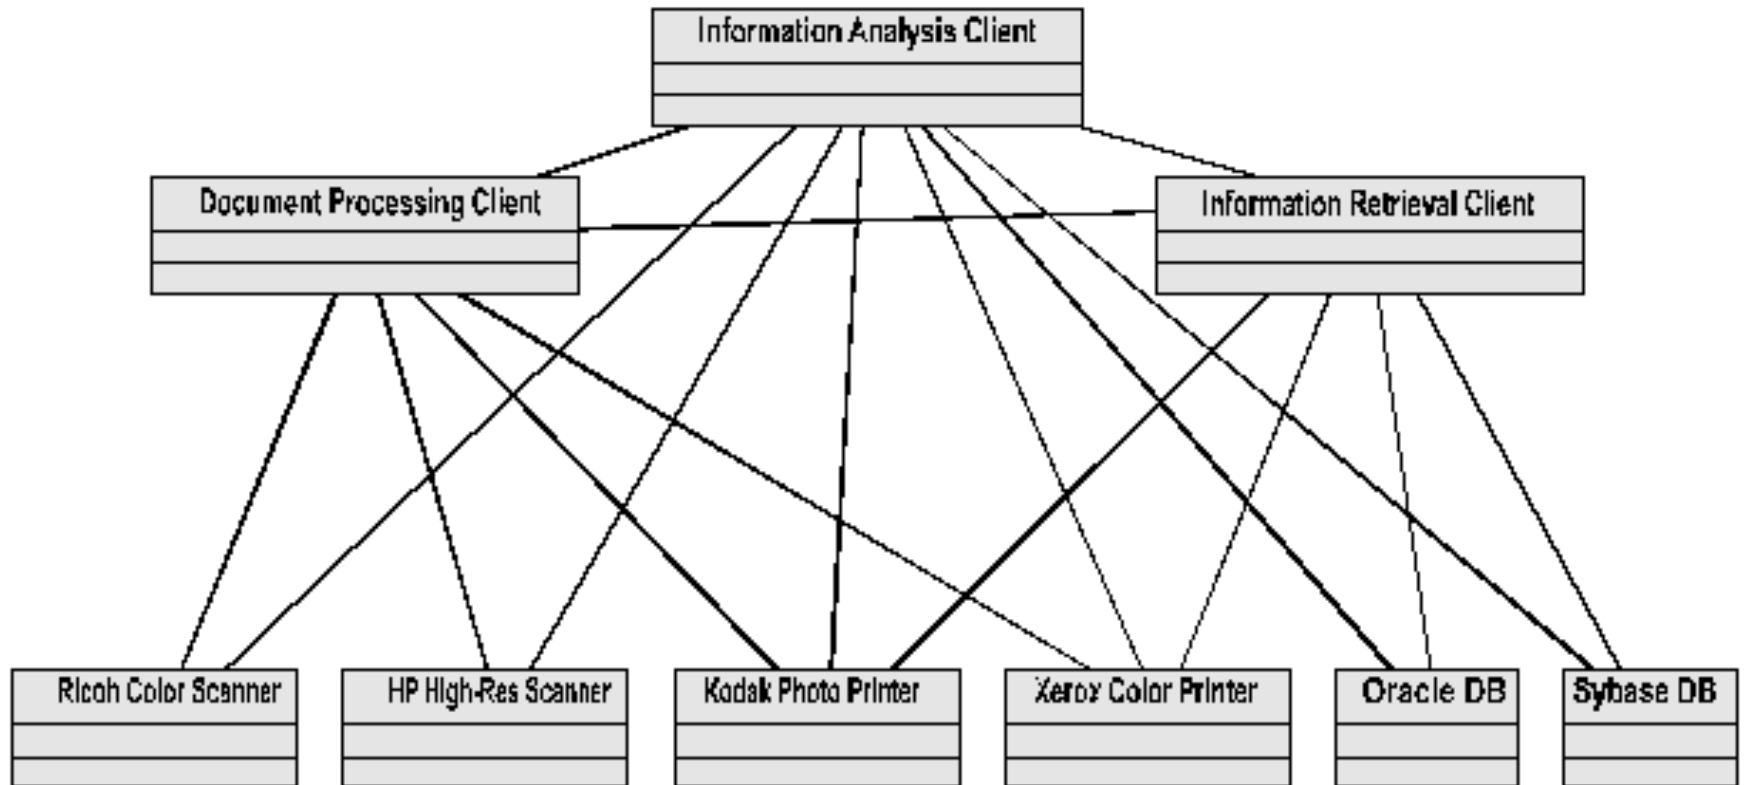 Information Analysis Client
Document Processing Client
Information Retrieval Client
Ricoh Color Scanner
HP High-Res Scanner
Kodak Photo Printer
Xerox Color Printer
Oracle DB
Sybase DB